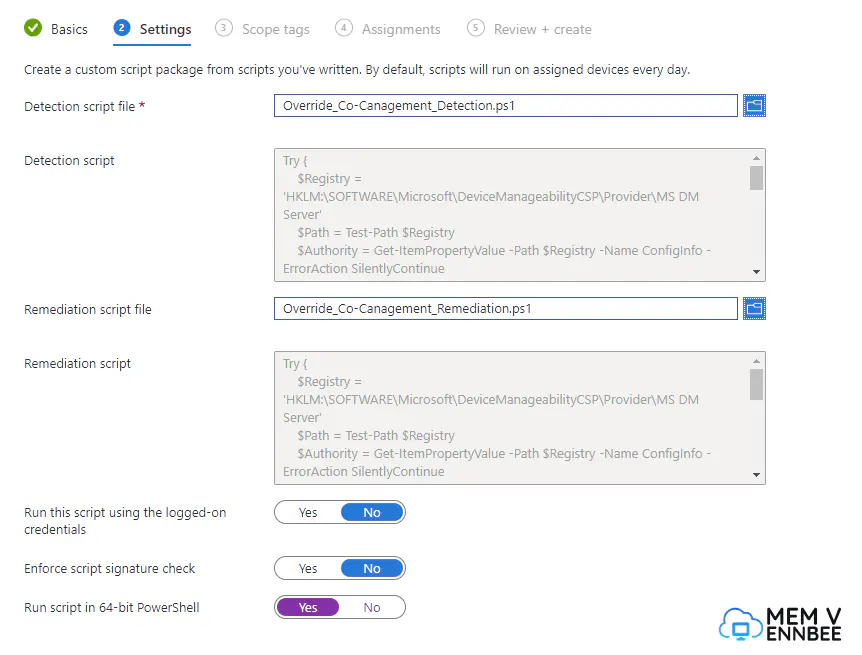 Basics
2 Settings
3 Scope tags
4 Assignments
5 Review + create
Create a custom script package from scripts you've written. By default, scripts will run on assigned devices every day.
Detection script file *
Override_Co-Canagement_Detection.ps1
Detection script
Try {
$Registry =
'HKLM:\SOFTWARE\Microsoft\DeviceManageabilityCSP\Provider\MS DM
Server'
$Path = Test-Path $Registry
$Authority = Get-ItemPropertyValue -Path $Registry -Name ConfigInfo -
ErrorAction SilentlyContinue
Remediation script file
Override_Co-Canagement_Remediation.ps1
Remediation script
Try {
$Registry =
'HKLM:\SOFTWARE\Microsoft\DeviceManageabilityCSP\Provider\MS DM
Server'
$Path = Test-Path $Registry
$Authority = Get-ItemPropertyValue -Path $Registry -Name ConfigInfo -
ErrorAction SilentlyContinue
Run this script using the logged-on
credentials
Yes No
Enforce script signature check
Yes No
Run script in 64-bit PowerShell
Yes No
MEM V
ENNBEE